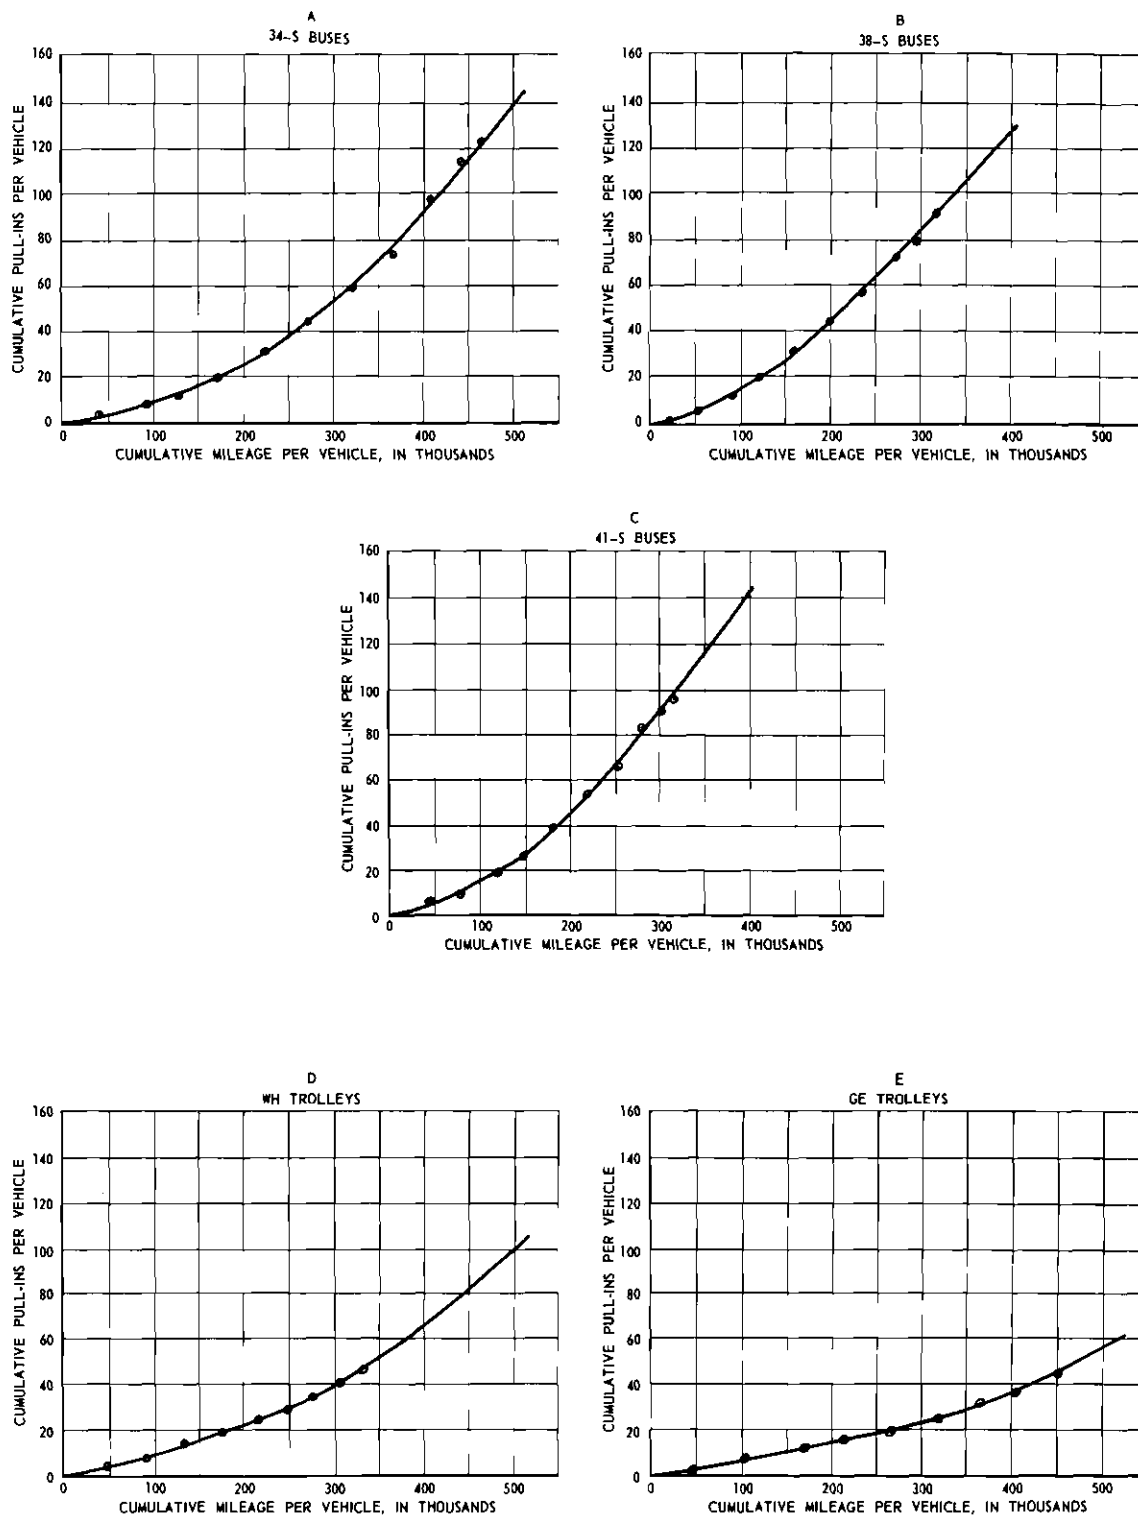 A
34-S BUSES
160
140
120
100
80
60
40
20
0
0 100 200 300 400 500
CUMULATIVE PULL-INS PER VEHICLE
CUMULATIVE MILEAGE PER VEHICLE, IN THOUSANDS
B
38-S BUSES
160
140
120
100
80
60
40
20
0
0 100 200 300 400 500
CUMULATIVE PULL-INS PER VEHICLE
CUMULATIVE MILEAGE PER VEHICLE, IN THOUSANDS
C
41-S BUSES
160
140
120
100
80
60
40
20
0
0 100 200 300 400 500
CUMULATIVE PULL-INS PER VEHICLE
CUMULATIVE MILEAGE PER VEHICLE, IN THOUSANDS
D
WH TROLLEYS
160
140
120
100
80
60
40
20
0
0 100 200 300 400 500
CUMULATIVE PULL-INS PER VEHICLE
CUMULATIVE MILEAGE PER VEHICLE, IN THOUSANDS
E
GE TROLLEYS
160
140
120
100
80
60
40
20
0
0 100 200 300 400 500
CUMULATIVE PULL-INS PER VEHICLE
CUMULATIVE MILEAGE PER VEHICLE, IN THOUSANDS